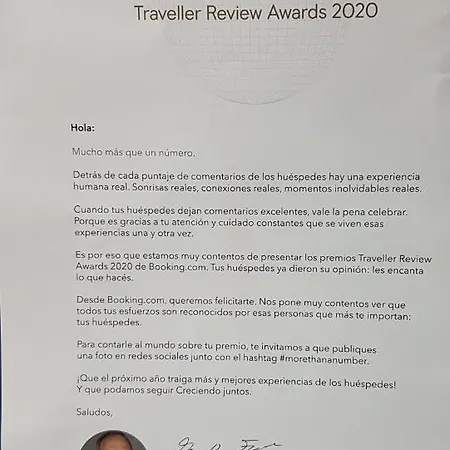 Traveller Review Awards 2020
Hola:
Mucho más que un número.
Detrás de cada puntaje de comentarios de los huéspedes hay una experiencia
humana real. Sonrisas reales, conexiones reales, momentos inolvidables reales.
Cuando tus huéspedes dejan comentarios excelentes, vale la pena celebrar.
Porque es gracias a tu atención y cuidado constantes que se viven esas
experiencias una y otra vez.
Es por eso que estamos muy contentos de presentar los premios Traveller Review
Awards 2020 de Booking.com. Tus huéspedes ya dieron su opinión: les encanta
lo que hacés.
Desde Booking.com, queremos felicitarte. Nos pone muy contentos ver que
todos tus esfuerzos son reconocidos por esas personas que más te importan:
tus huéspedes.
Para contarle al mundo sobre tu premio, te invitamos a que publiques
una foto en redes sociales junto con el hashtag #morethananumber.
¡Que el próximo año traiga más y mejores experiencias de los huéspedes!
Y que podamos seguir Creciendo juntos.
Saludos,